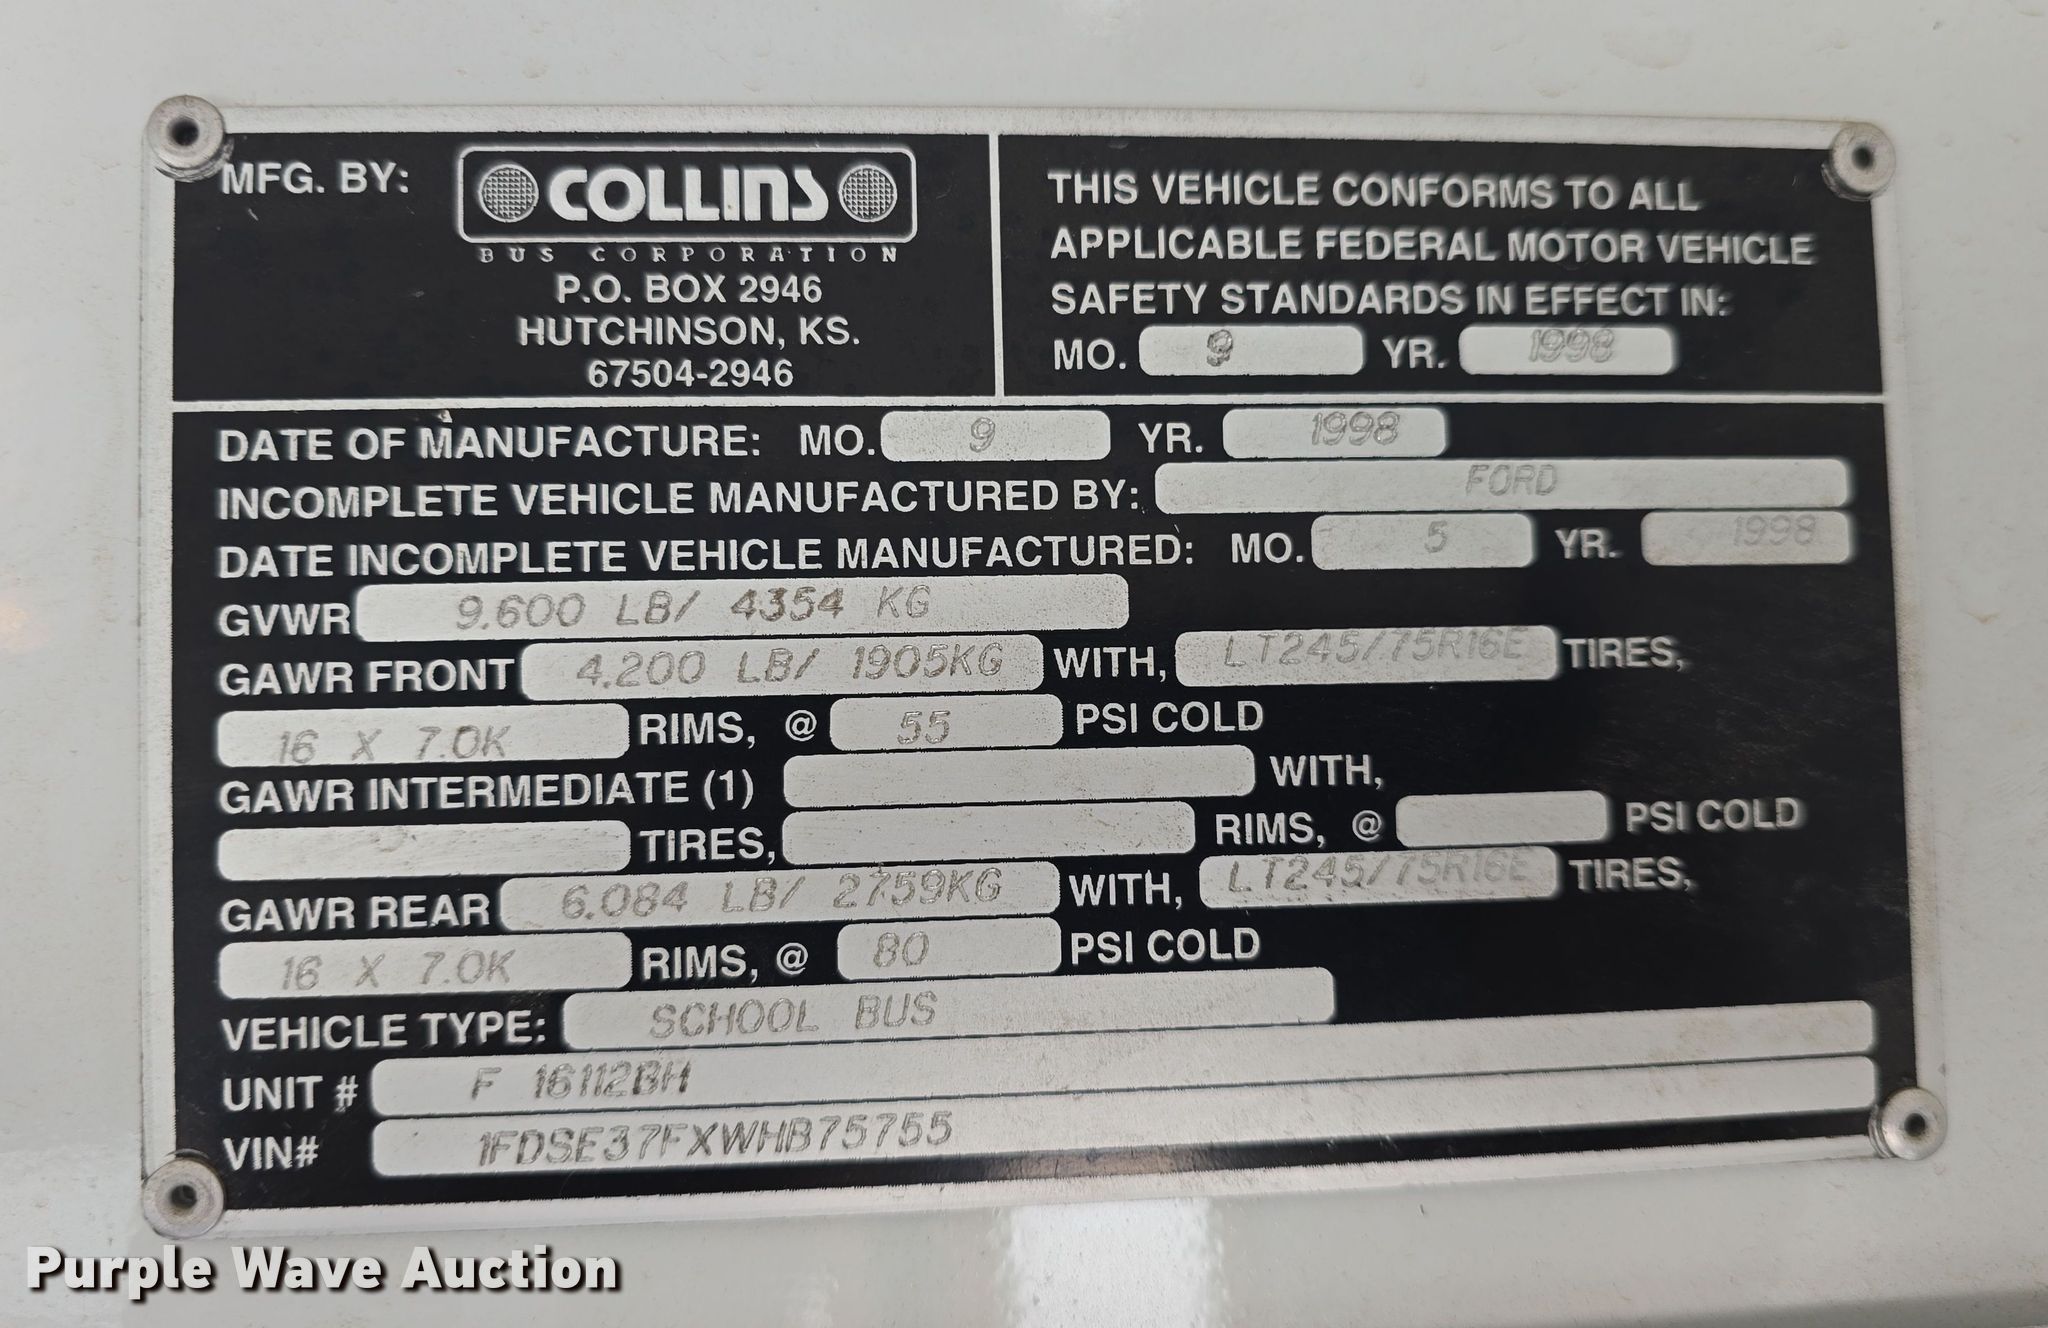 MFG. BY: COLLINS
BUS CORPORATION
P.O. BOX 2946
HUTCHINSON, KS.
67504-2946
THIS VEHICLE CONFORMS TO ALL
APPLICABLE FEDERAL MOTOR VEHICLE
SAFETY STANDARDS IN EFFECT IN:
MO. 9 YR. 1998
DATE OF MANUFACTURE: MO. 9 YR. 1998
INCOMPLETE VEHICLE MANUFACTURED BY: FORD
DATE INCOMPLETE VEHICLE MANUFACTURED: MO. 5 YR. 1998
GVWR 9.600 LB/ 4354 KG
GAWR FRONT 4.200 LB/ 1905KG WITH, LT245/75R16E TIRES,
16 X 7.0K RIMS, @ 55 PSI COLD
GAWR INTERMEDIATE (1) WITH,
TIRES, RIMS, @ PSI COLD
GAWR REAR 6.084 LB/ 2759KG WITH, LT245/75R16E TIRES,
16 X 7.0K RIMS, @ 80 PSI COLD
VEHICLE TYPE: SCHOOL BUS
UNIT # F 16112BH
VIN# 1FDSE37FXWHB75755
Purple Wave Auction